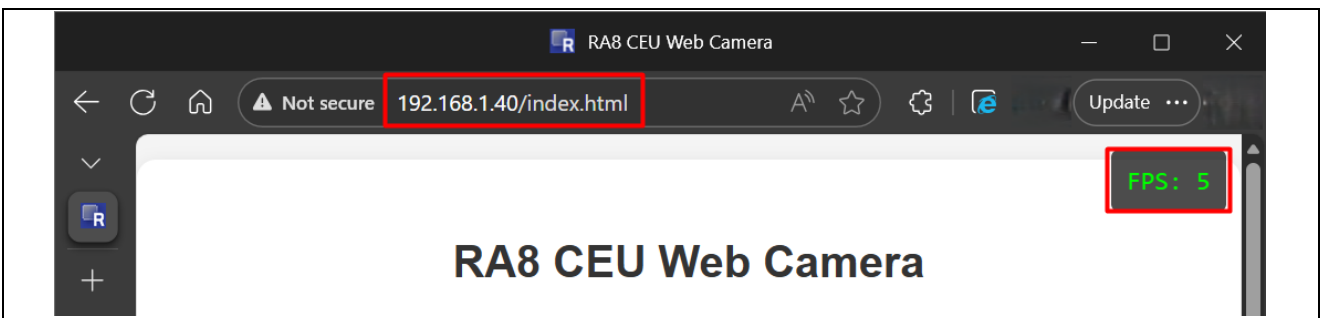 RA8 CEU Web Camera
Not secure 192.168.1.40/index.html A Update
FPS: 5
R
RA8 CEU Web Camera